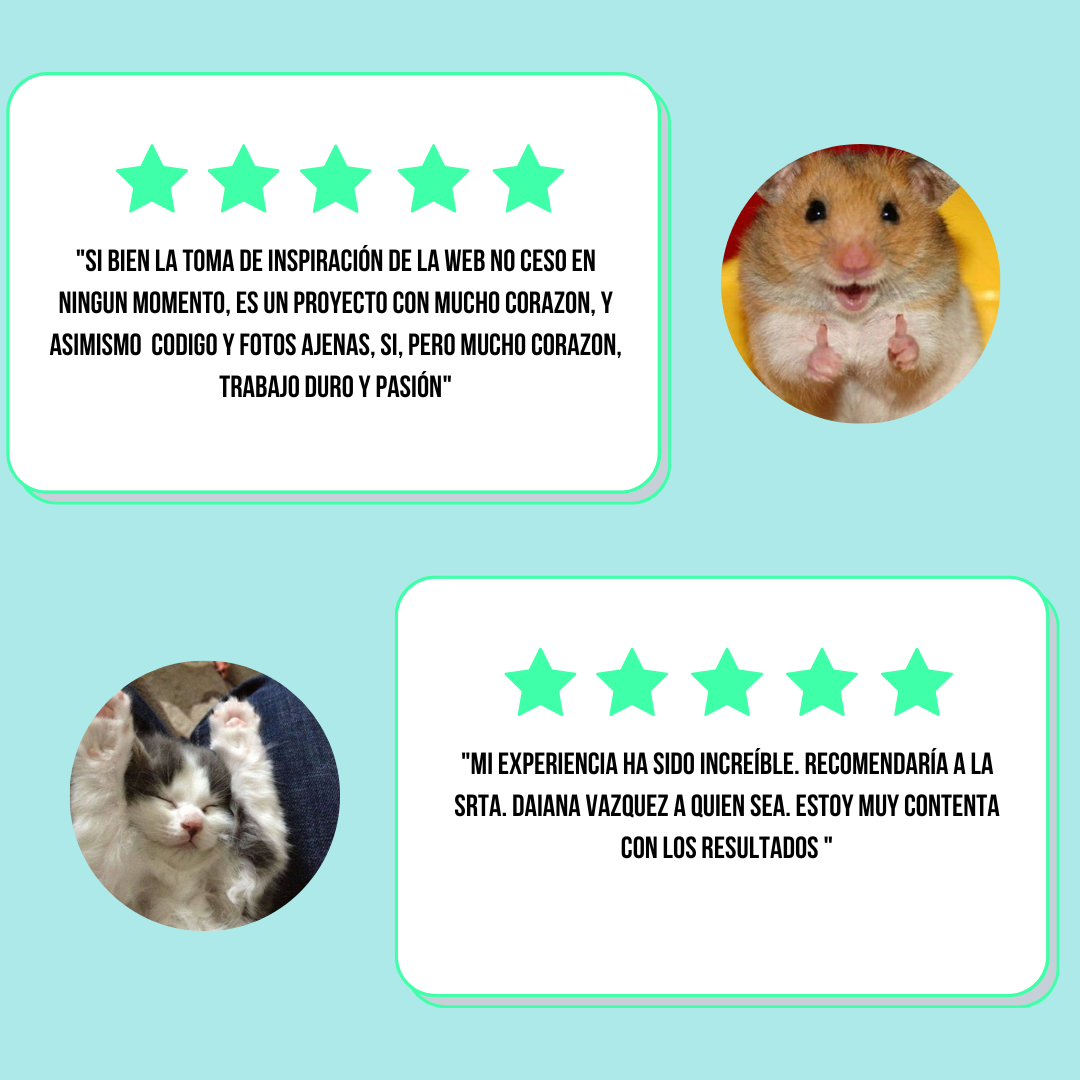 "SI BIEN LA TOMA DE INSPIRACIÓN DE LA WEB NO CESO EN
NINGUN MOMENTO, ES UN PROYECTO CON MUCHO CORAZON, Y
ASIMISMO CODIGO Y FOTOS AJENAS, SI, PERO MUCHO CORAZON,
TRABAJO DURO Y PASIÓN"
"MI EXPERIENCIA HA SIDO INCREÍBLE. RECOMENDARÍA A LA
SRTA. DAIANA VAZQUEZ A QUIEN SEA. ESTOY MUY CONTENTA
CON LOS RESULTADOS "